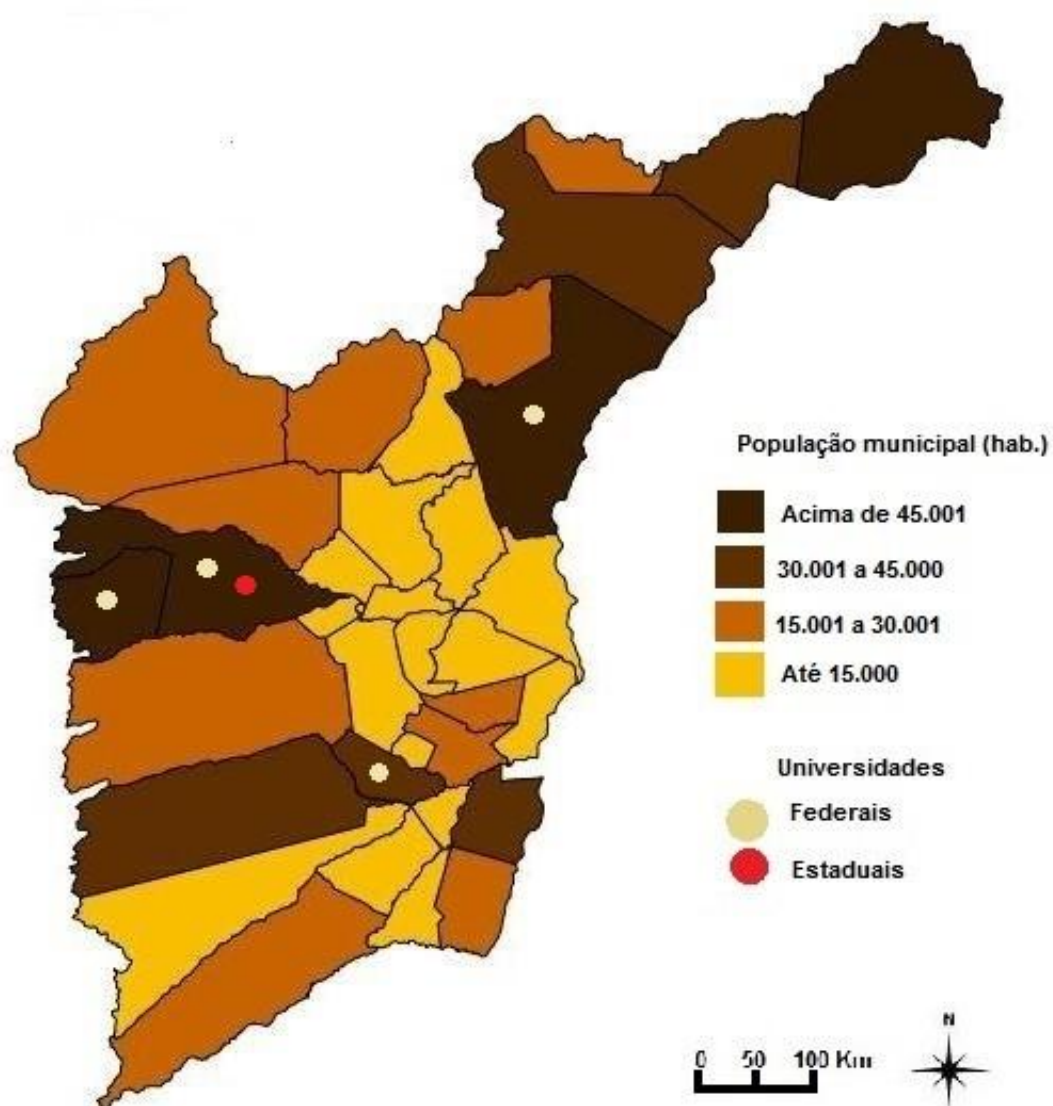 População municipal (hab.)
Acima de 45.001
30.001 a 45.000
15.001 a 30.001
Até 15.000
Universidades
Federais
Estaduais
N
0 50 100 Km